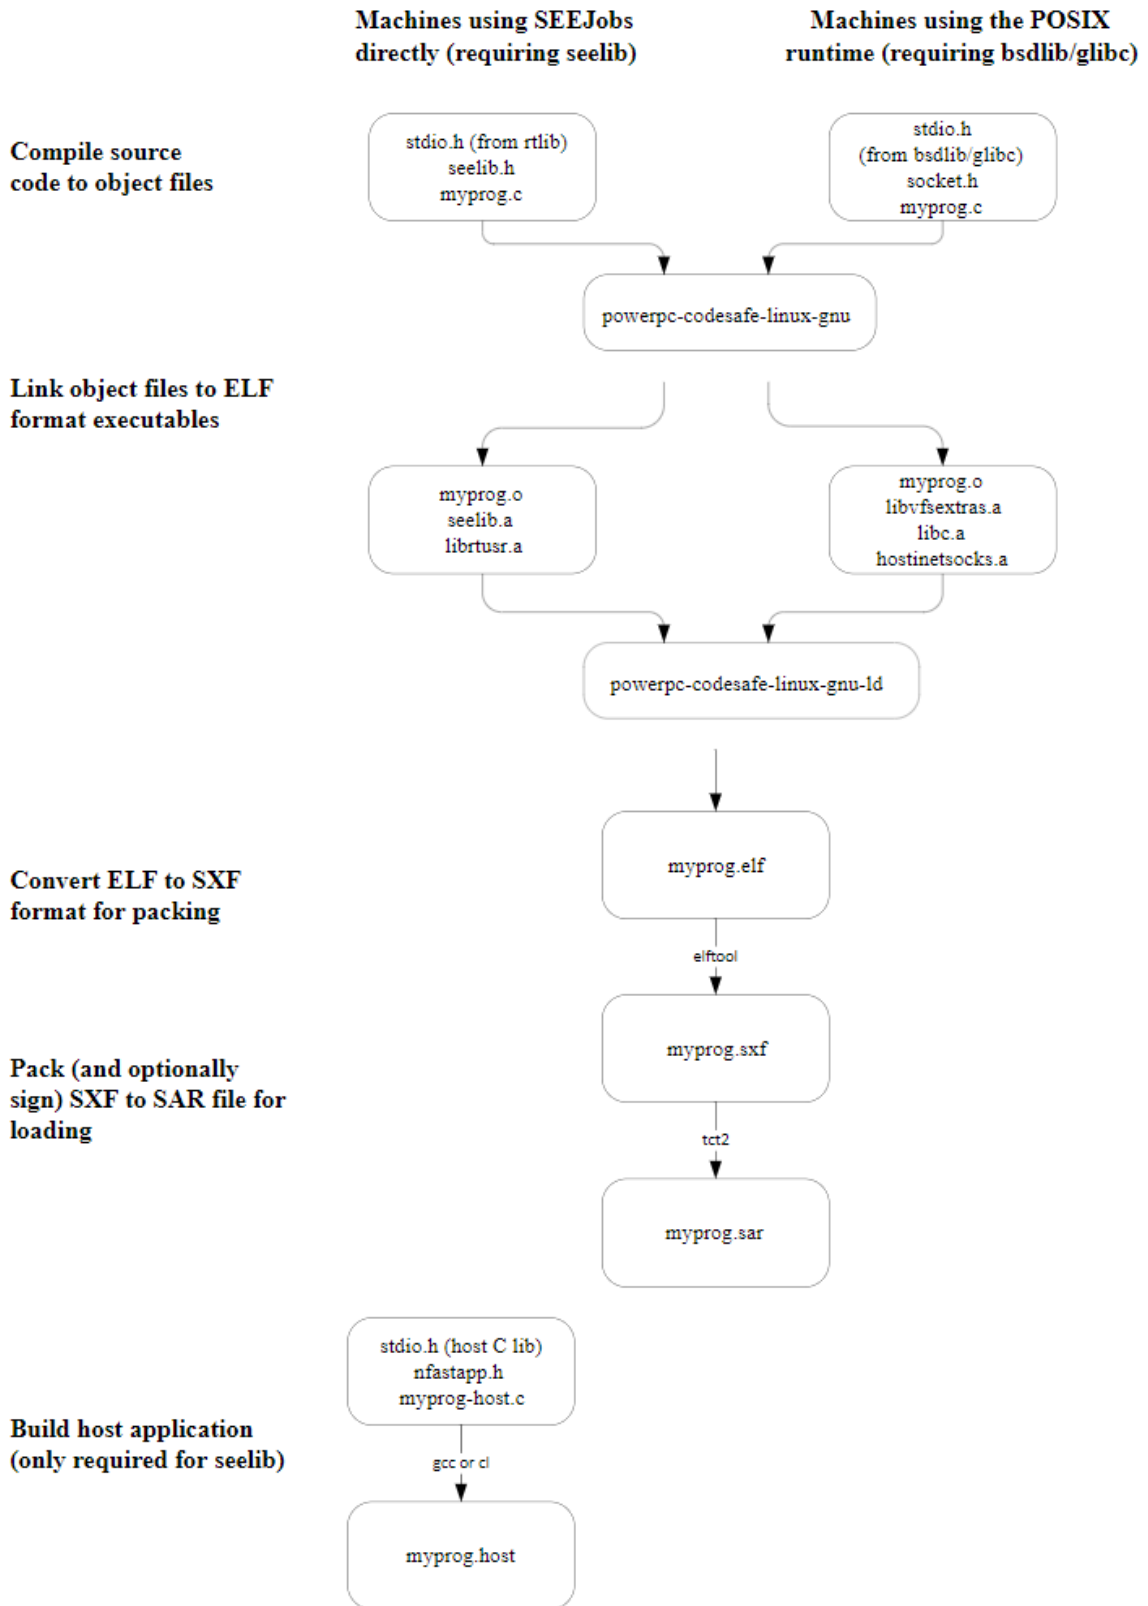 Machines using SEEJobs
directly (requiring seelib)
Machines using the POSIX
runtime (requiring bsdlib/glibc)
Compile source
code to object files
stdio.h (from rtlib)
seelib.h
myprog.c
stdio.h
(from bsdlib/glibc)
socket.h
myprog.c
powerpc-codesafe-linux-gnu
Link object files to ELF
format executables
myprog.o
seelib.a
librtusr.a
myprog.o
libvfsextras.a
libc.a
hostinetsocks.a
powerpc-codesafe-linux-gnu-ld
Convert ELF to SXF
format for packing
myprog.elf
elftool
Pack (and optionally
sign) SXF to SAR file for
loading
myprog.sxf
tct2
myprog.sar
Build host application
(only required for seelib)
stdio.h (host C lib)
nfastapp.h
myprog-host.c
gcc or cl
myprog.host